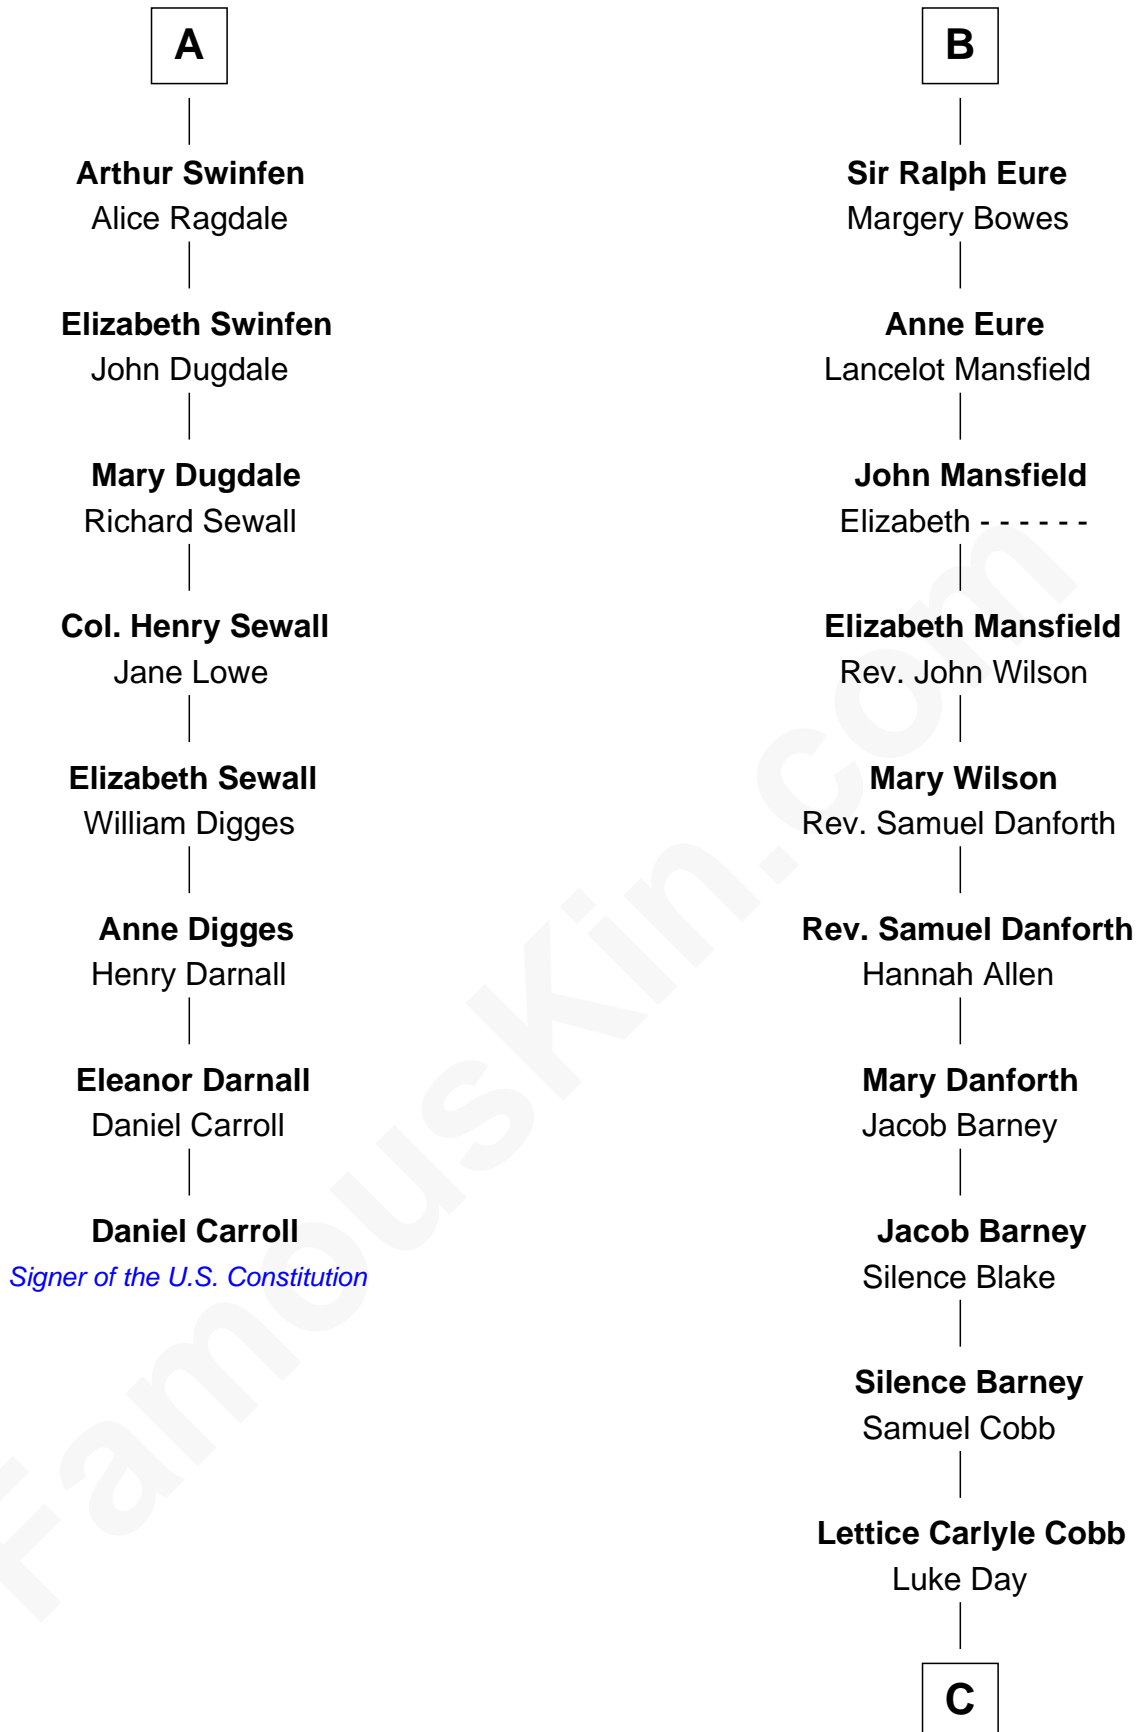 A
Arthur Swinfen
Alice Ragdale
Elizabeth Swinfen
John Dugdale
Mary Dugdale
Richard Sewall
Col. Henry Sewall
Jane Lowe
Elizabeth Sewall
William Digges
Anne Digges
Henry Darnall
Eleanor Darnall
Daniel Carroll
Daniel Carroll
Signer of the U.S. Constitution
B
Sir Ralph Eure
Margery Bowes
Anne Eure
Lancelot Mansfield
John Mansfield
Elizabeth - - - - - -
Elizabeth Mansfield
Rev. John Wilson
Mary Wilson
Rev. Samuel Danforth
Rev. Samuel Danforth
Hannah Allen
Mary Danforth
Jacob Barney
Jacob Barney
Silence Blake
Silence Barney
Samuel Cobb
Lettice Carlyle Cobb
Luke Day
C
FamousKin.com